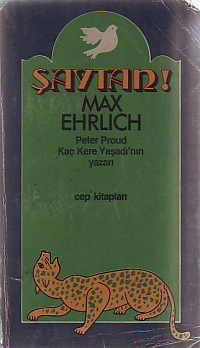 ŞAYTAN!
MAX
EHRLICH
Peter Proud
Kaç Kere Yaşadı'nın
yazarı
cep kitapları